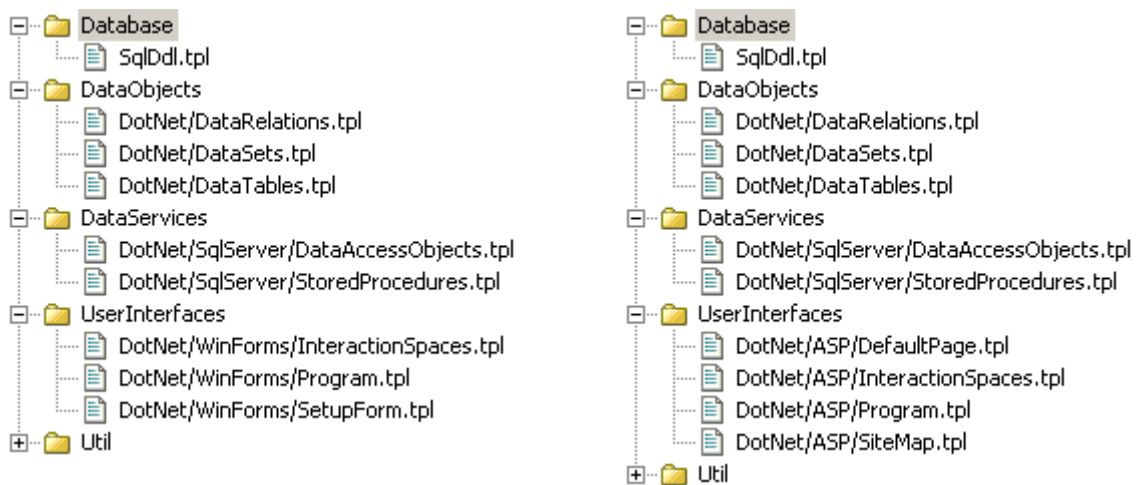 Database
SqlDdl.tpl
DataObjects
DotNet/DataRelations.tpl
DotNet/DataSets.tpl
DotNet/DataTables.tpl
DataServices
DotNet/SqlServer/DataAccessObjects.tpl
DotNet/SqlServer/StoredProcedures.tpl
UserInterfaces
DotNet/WinForms/InteractionSpaces.tpl
DotNet/WinForms/Program.tpl
DotNet/WinForms/SetupForm.tpl
Util
Database
SqlDdl.tpl
DataObjects
DotNet/DataRelations.tpl
DotNet/DataSets.tpl
DotNet/DataTables.tpl
DataServices
DotNet/SqlServer/DataAccessObjects.tpl
DotNet/SqlServer/StoredProcedures.tpl
UserInterfaces
DotNet/ASP/DefaultPage.tpl
DotNet/ASP/InteractionSpaces.tpl
DotNet/ASP/Program.tpl
DotNet/ASP/SiteMap.tpl
Util